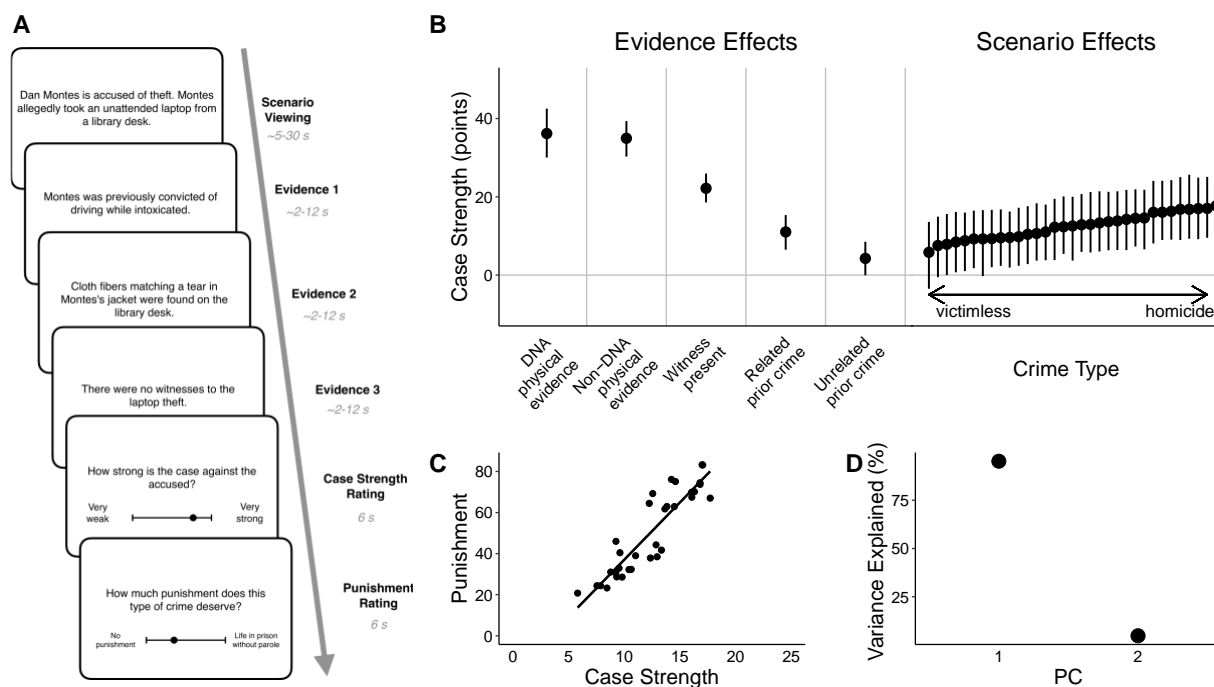 A
Dan Montes is accused of theft. Montes
allegedly took an unattended laptop from
a library desk.
Scenario
Viewing
~5-30 s
Montes was previously convicted of
driving while intoxicated.
Evidence 1
~2-12 s
Cloth fibers matching a tear in
Montes's jacket were found on the
library desk.
Evidence 2
~2-12 s
There were no witnesses to the
laptop theft.
Evidence 3
~2-12 s
How strong is the case against the
accused?
Very
weak
Very
strong
Case Strength
Rating
6 s
How much punishment does this
type of crime deserve?
No
punishment
Life in prison
without parole
Punishment
Rating
6 s
B
Evidence Effects
Scenario Effects
Case Strength (points)
40
20
0
victimless
homicide
DNA
physical
evidence
Non−DNA
physical
evidence
Witness
present
Related
prior crime
Unrelated
prior crime
Crime Type
C
Punishment
80
60
40
20
0
0 5 10 15 20 25
Case Strength
D
Variance Explained (%)
75
50
25
1 2
PC